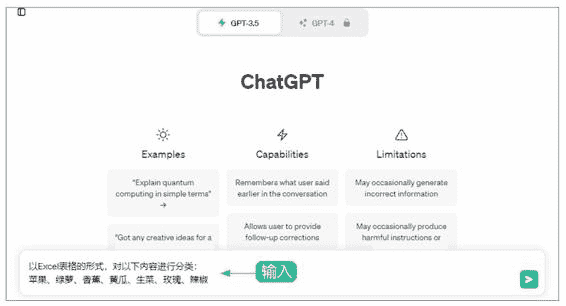 GPT-3.5
GPT-4
ChatGPT
Examples
Capabilities
Limitations
"Explain quantum
computing in simple terms"
→
Remembers what user said
earlier in the conversation
May occasionally generate
incorrect information
"Got any creative ideas for a
Allows user to provide
follow-up corrections
May occasionally produce
harmful instructions or
以Excel表格的形式，对以下内容进行分类：
苹果、绿萝、香蕉、黄瓜、生菜、玫瑰、辣椒
输入